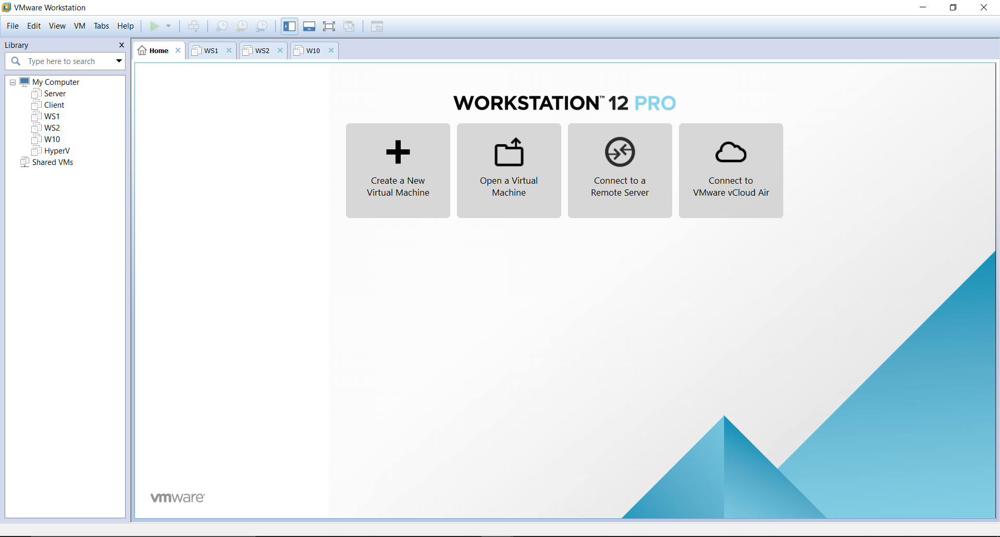 VMware Workstation
File Edit View VM Tabs Help
Library
Type here to search
My Computer
Server
Client
WS1
WS2
W10
HyperV
Shared VMs
Home WS1 WS2 W10
WORKSTATION™ 12 PRO
Create a New
Virtual Machine
Open a Virtual
Machine
Connect to a
Remote Server
Connect to
VMware vCloud Air
vmware®